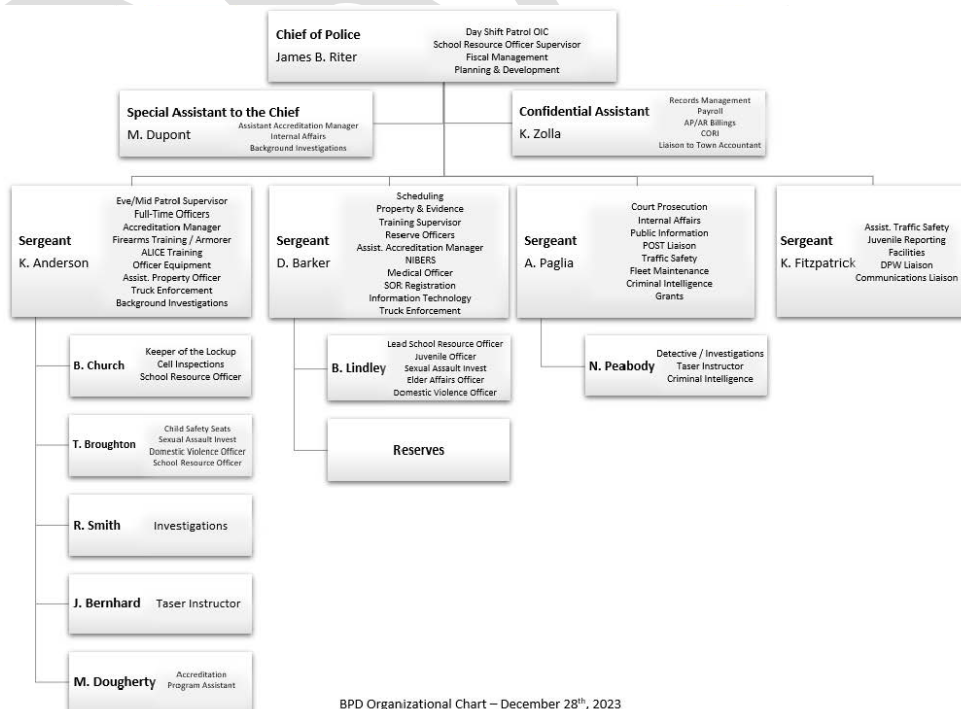 Chief of Police
James B. Riter
Day Shift Patrol OIC
School Resource Officer Supervisor
Fiscal Management
Planning & Development
Special Assistant to the Chief
M. Dupont
Assistant Accreditation Manager
Internal Affairs
Background Investigations
Confidential Assistant
K. Zolla
Records Management
Payroll
AP/AR Billings
CORI
Liaison to Town Accountant
Sergeant
K. Anderson
Eve/Mid Patrol Supervisor
Full-Time Officers
Accreditation Manager
Firearms Training / Armorer
ALICE Training
Officer Equipment
Assist. Property Officer
Truck Enforcement
Background Investigations
Sergeant
D. Barker
Scheduling
Property & Evidence
Training Supervisor
Reserve Officers
Assist. Accreditation Manager
NIBERS
Medical Officer
SOR Registration
Information Technology
Truck Enforcement
Sergeant
A. Paglia
Court Prosecution
Internal Affairs
Public Information
POST Liaison
Traffic Safety
Fleet Maintenance
Criminal Intelligence
Grants
Sergeant
K. Fitzpatrick
Assist. Traffic Safety
Juvenile Reporting
Facilities
DPW Liaison
Communications Liaison
B. Church
Keeper of the Lockup
Cell Inspections
School Resource Officer
B. Lindley
Lead School Resource Officer
Juvenile Officer
Sexual Assault Invest
Elder Affairs Officer
Domestic Violence Officer
N. Peabody
Detective / Investigations
Taser Instructor
Criminal Intelligence
T. Broughton
Child Safety Seats
Sexual Assault Invest
Domestic Violence Officer
School Resource Officer
Reserves
R. Smith
Investigations
J. Bernhard
Taser Instructor
M. Dougherty
Accreditation
Program Assistant
BPD Organizational Chart – December 28th, 2023